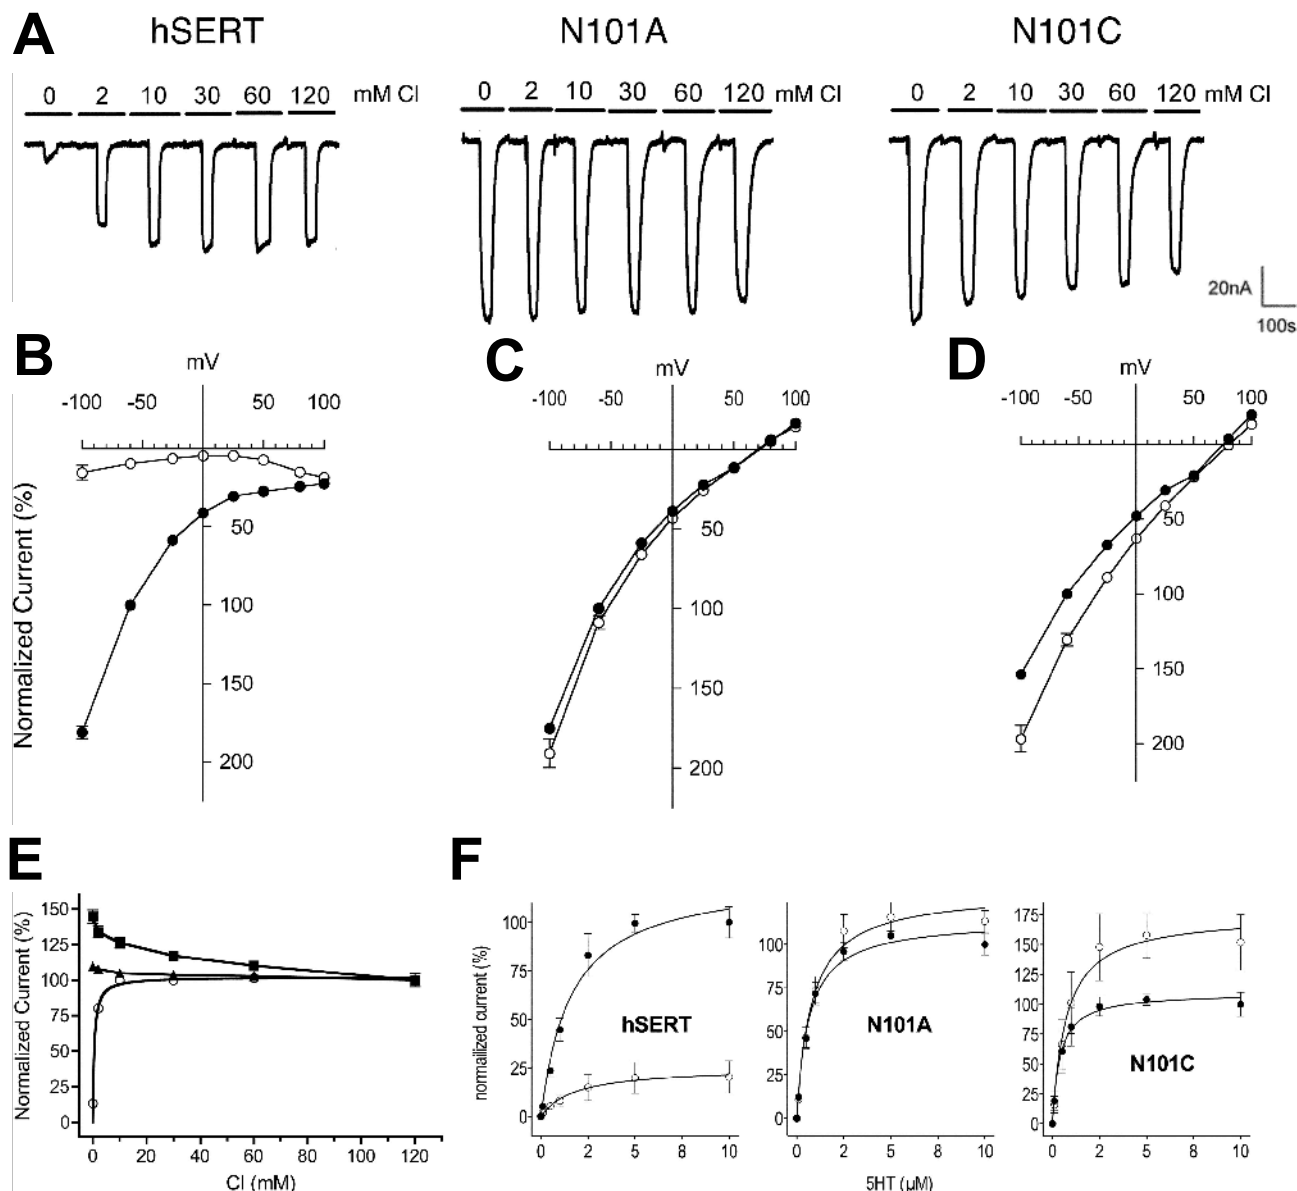 A
hSERT
N101A
N101C
0 2 10 30 60 120 mM Cl
0 2 10 30 60 120 mM Cl
0 2 10 30 60 120 mM Cl
20nA
100s
B
C
D
mV
-100 -50 50 100
50
100
150
200
Normalized Current (%)
mV
-100 -50 50 100
50
100
150
200
mV
-100 -50 50 100
50
100
150
200
E
Normalized Current (%)
150
125
100
75
50
25
0
0 20 40 60 80 100 120
Cl (mM)
F
normailized current (%)
100
75
50
25
0
hSERT
0 2 5 8 10
100
75
50
25
0
N101A
0 2 5 8 10
175
150
125
100
75
50
25
0
N101C
0 2 5 8 10
5HT (µM)